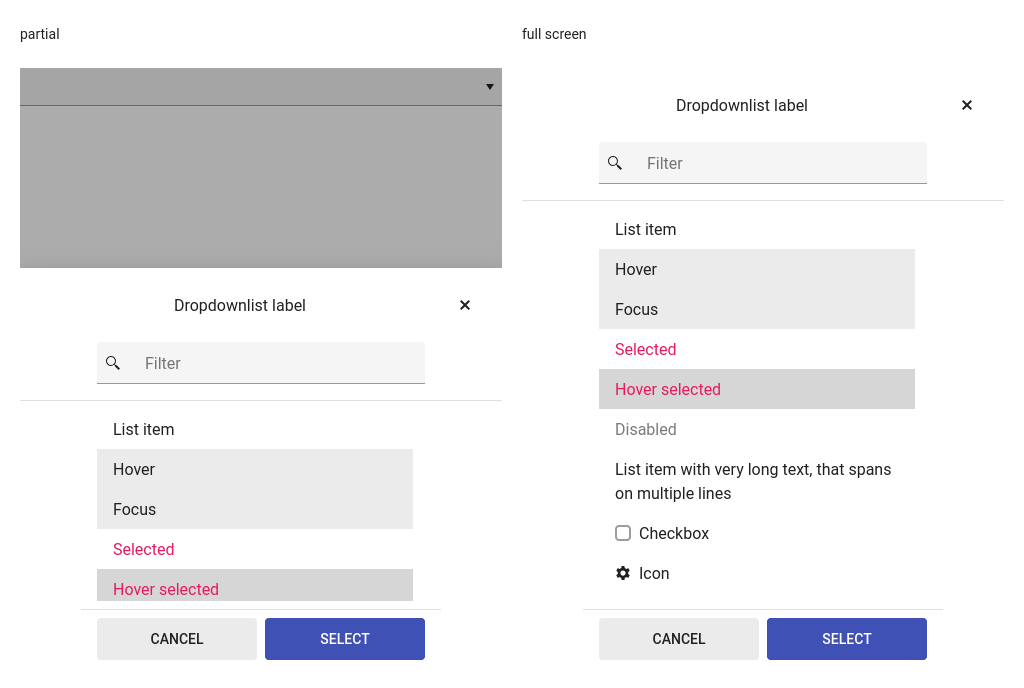 partial
Dropdownlist label
Filter
List item
Hover
Focus
Selected
Hover selected
CANCEL
SELECT
full screen
Dropdownlist label
Filter
List item
Hover
Focus
Selected
Hover selected
Disabled
List item with very long text, that spans
on multiple lines
Checkbox
Icon
CANCEL
SELECT